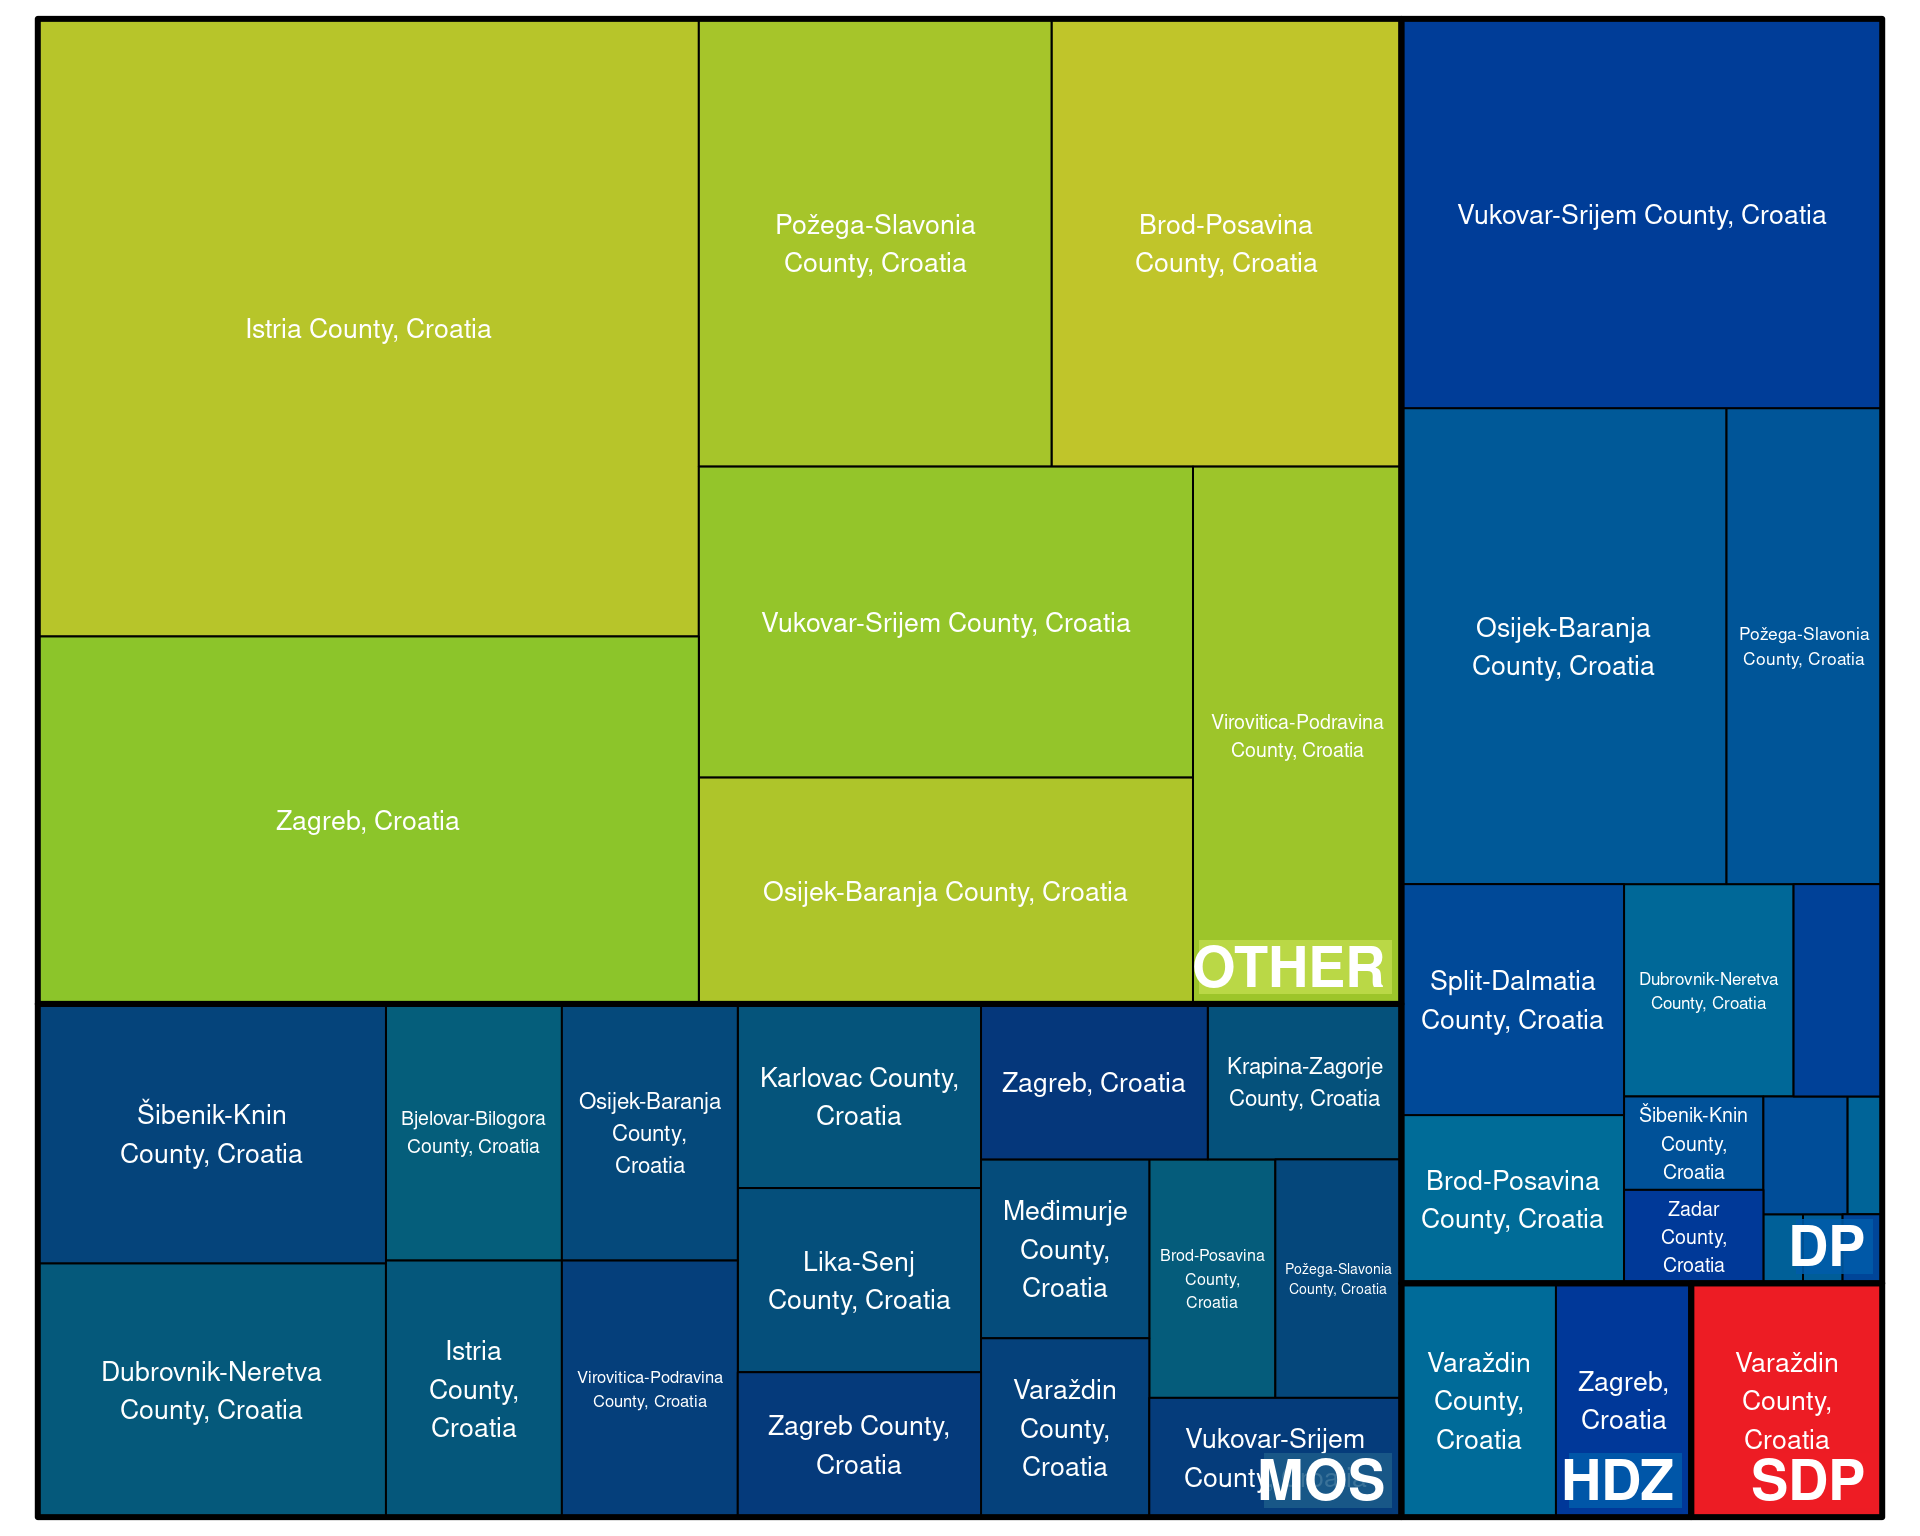 Istria County, Croatia
Zagreb, Croatia
Požega-Slavonia
County, Croatia
Brod-Posavina
County, Croatia
Vukovar-Srijem County, Croatia
Osijek-Baranja County, Croatia
Virovitica-Podravina
County, Croatia
OTHER
Vukovar-Srijem County, Croatia
Osijek-Baranja
County, Croatia
Požega-Slavonia
County, Croatia
Split-Dalmatia
County, Croatia
Dubrovnik-Neretva
County, Croatia
Brod-Posavina
County, Croatia
Šibenik-Knin
County,
Croatia
Zadar
County,
Croatia
DP
Šibenik-Knin
County, Croatia
Dubrovnik-Neretva
County, Croatia
Bjelovar-Bilogora
County, Croatia
Istria
County,
Croatia
Osijek-Baranja
County,
Croatia
Virovitica-Podravina
County, Croatia
Karlovac County,
Croatia
Lika-Senj
County, Croatia
Zagreb County,
Croatia
Zagreb, Croatia
Krapina-Zagorje
County, Croatia
Međimurje
County,
Croatia
Varaždin
County,
Croatia
Brod-Posavina
County,
Croatia
Požega-Slavonia
County, Croatia
Vukovar-Srijem
County
MOS
Varaždin
County,
Croatia
Zagreb,
Croatia
HDZ
Varaždin
County,
Croatia
SDP